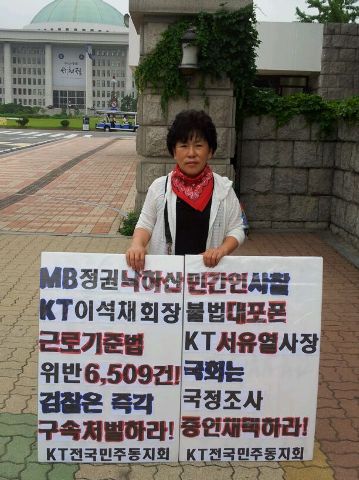 MB정권낙하산
KT이석채회장
근로기준법
위반6,509건!
검찰은 즉각
구속처벌하라!
KT전국민주동지회
민간인사찰
불법대포폰
KT서유열사장
국회는
국정조사
증인채택하라!
KT전국민주동지회